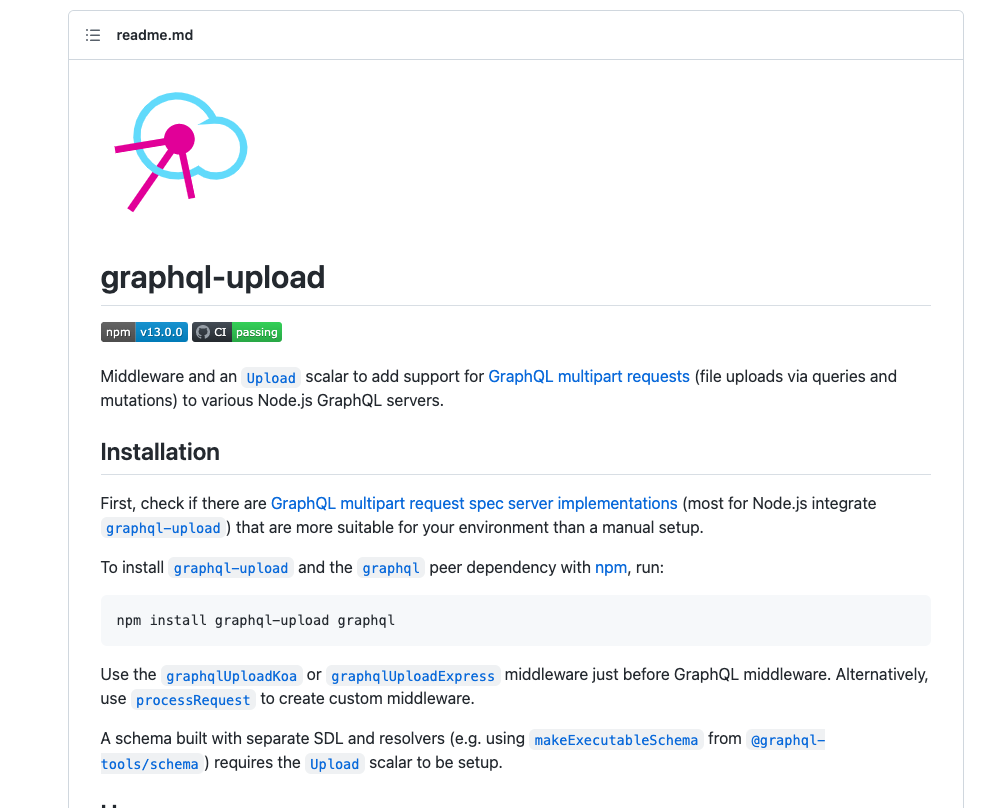 readme.md
graphql-upload
npm v13.0.0 CI passing
Middleware and an Upload scalar to add support for GraphQL multipart requests (file uploads via queries and
mutations) to various Node.js GraphQL servers.
Installation
First, check if there are GraphQL multipart request spec server implementations (most for Node.js integrate
graphql-upload ) that are more suitable for your environment than a manual setup.
To install graphql-upload and the graphql peer dependency with npm, run:
npm install graphql-upload graphql
Use the graphqlUploadKoa or graphqlUploadExpress middleware just before GraphQL middleware. Alternatively,
use processRequest to create custom middleware.
A schema built with separate SDL and resolvers (e.g. using makeExecutableSchema from @graphql-
tools/schema ) requires the Upload scalar to be setup.